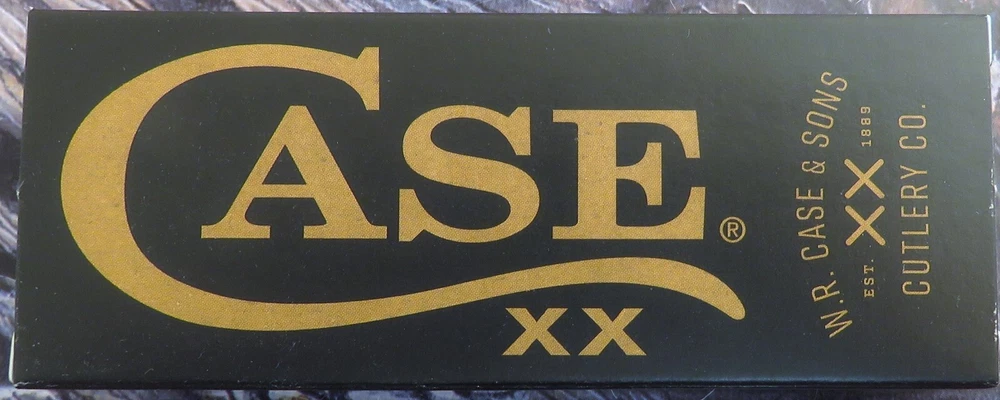 CASE®
XX
W.R. CASE & SONS
EST. XX 1889
CUTLERY CO.